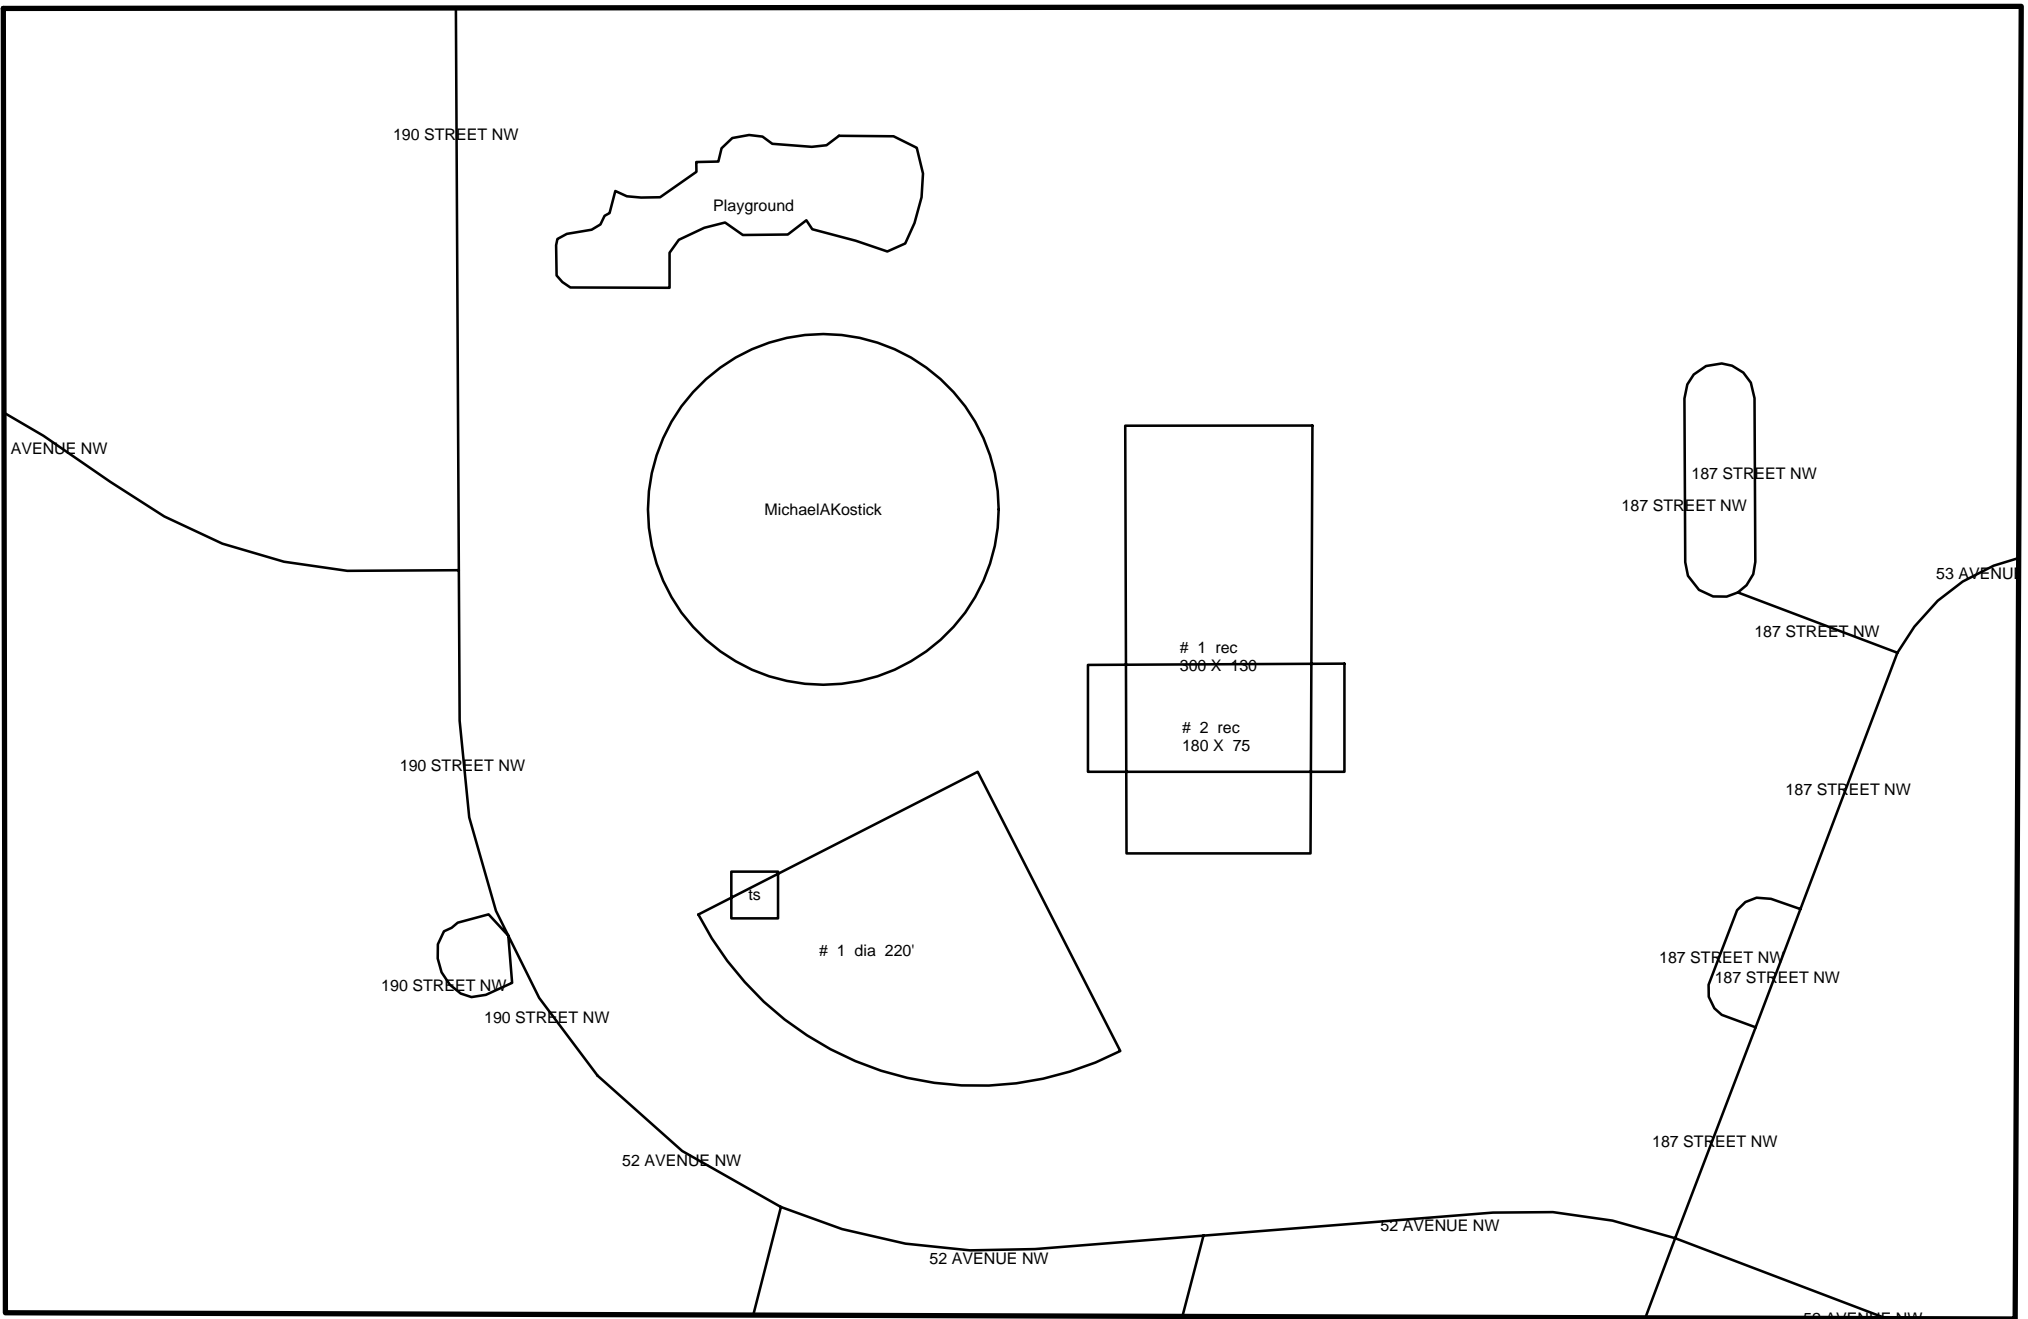 190 STREET NW
Playground
AVENUE NW
187 STREET NW
187 STREET NW
MichaelAKostick
53 AVENU
187 STREET NW
# 1 rec
300 X 130
# 2 rec
180 X 75
190 STREET NW
187 STREET NW
ts
# 1 dia 220'
187 STREET NW
187 STREET NW
190 STREET NW
190 STREET NW
187 STREET NW
52 AVENUE NW
52 AVENUE NW
52 AVENUE NW
52 AVENUE NW